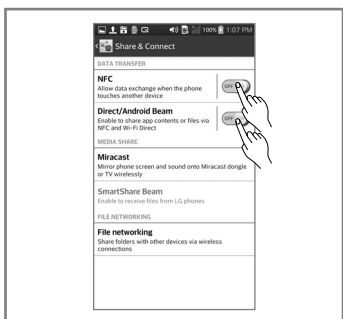 100% 1:07 PM
Share & Connect
DATA TRANSFER
NFC
Allow data exchange when the phone
touches another device
OFF
Direct/Android Beam
Enable to share app contents or files via
NFC and Wi-Fi Direct
OFF
MEDIA SHARE
Miracast
Mirror phone screen and sound onto Miracast dongle
or TV wirelessly
SmartShare Beam
Enable to receive files from LG phones
FILE NETWORKING
File networking
Share folders with other devices via wireless
connections